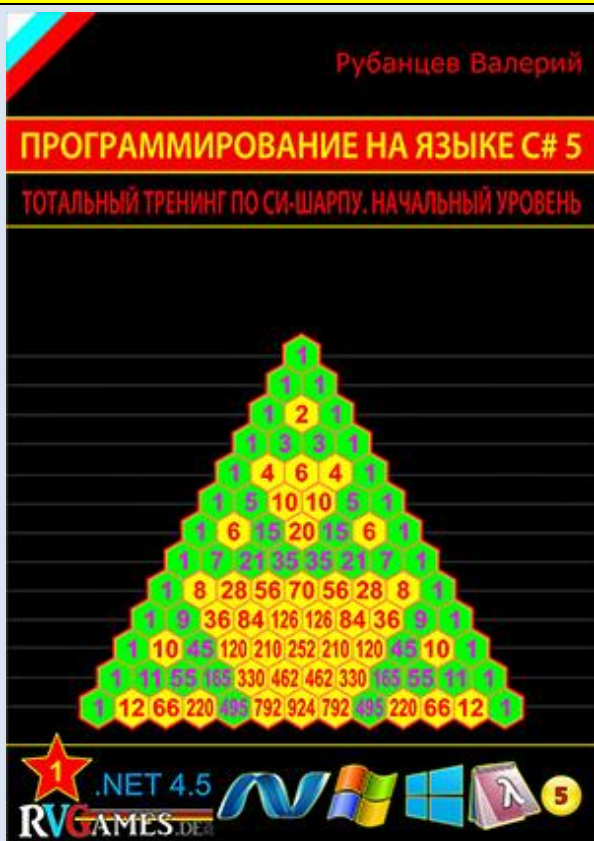 Рубанцев Валерий
ПРОГРАММИРОВАНИЕ НА ЯЗЫКЕ C# 5
ТОТАЛЬНЫЙ ТРЕНИНГ ПО СИ-ШАРПУ. НАЧАЛЬНЫЙ УРОВЕНЬ
1
1 1
1 2 1
1 3 3 1
1 4 6 4 1
1 5 10 10 5 1
1 6 15 20 15 6 1
1 7 21 35 35 21 7 1
1 8 28 56 70 56 28 8 1
1 9 36 84 126 126 84 36 9 1
1 10 45 120 210 252 210 120 45 10 1
1 11 55 165 330 462 462 330 165 55 11 1
1 12 66 220 495 792 924 792 495 220 66 12 1
1 .NET 4.5 λ 5
RVGAMES.DE